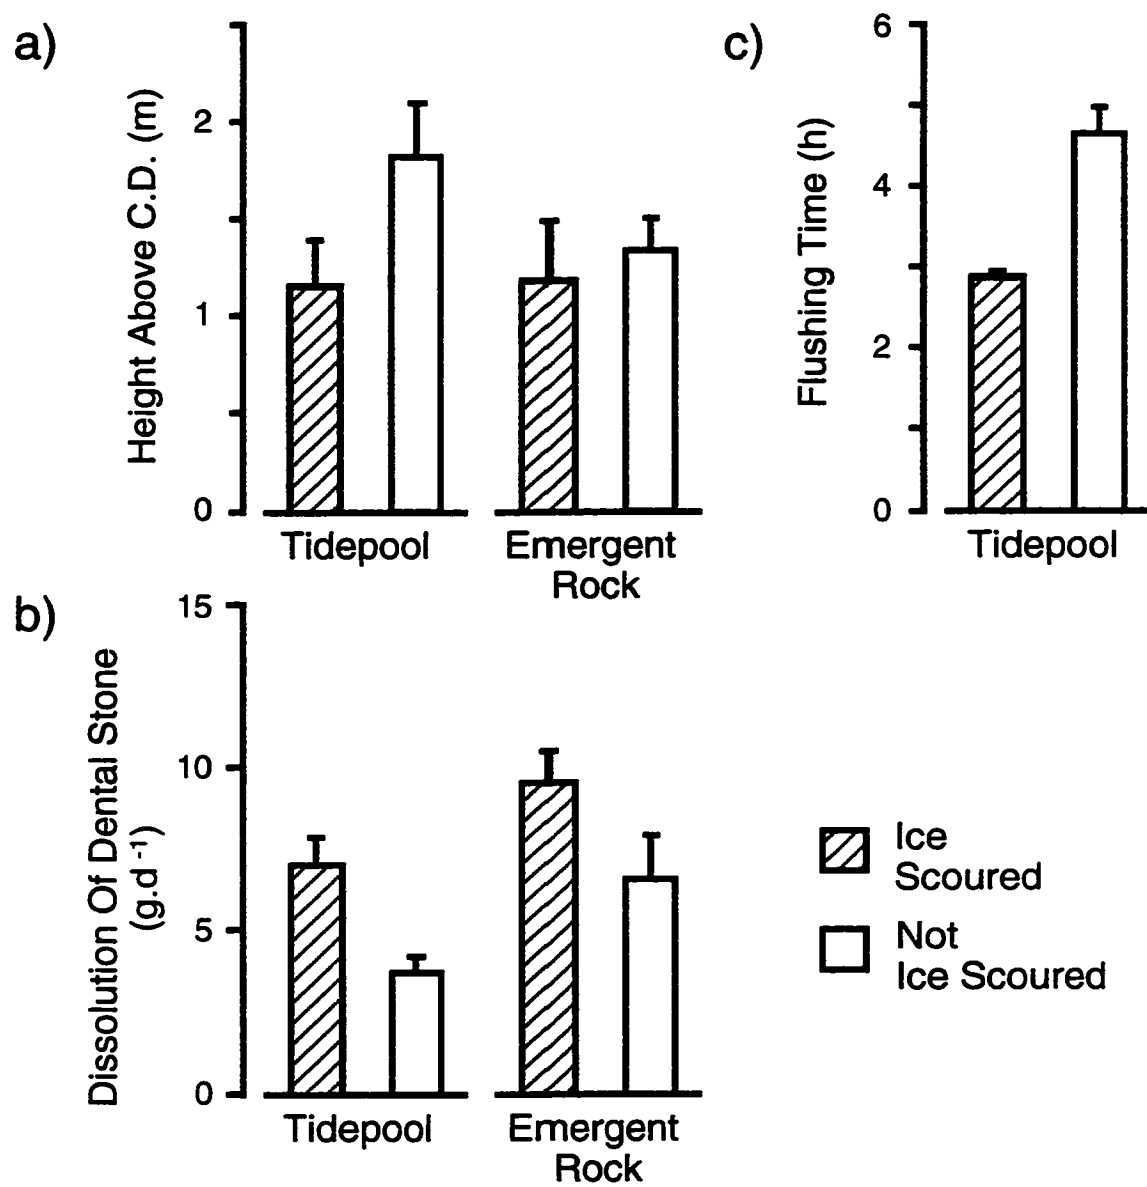 a)
Height Above C.D. (m)
2
1
0
Tidepool
Emergent
Rock
c)
Flushing Time (h)
6
4
2
0
Tidepool
b)
Dissolution Of Dental Stone
(g.d⁻¹)
15
10
5
0
Tidepool
Emergent
Rock
Ice
Scoured
Not
Ice Scoured